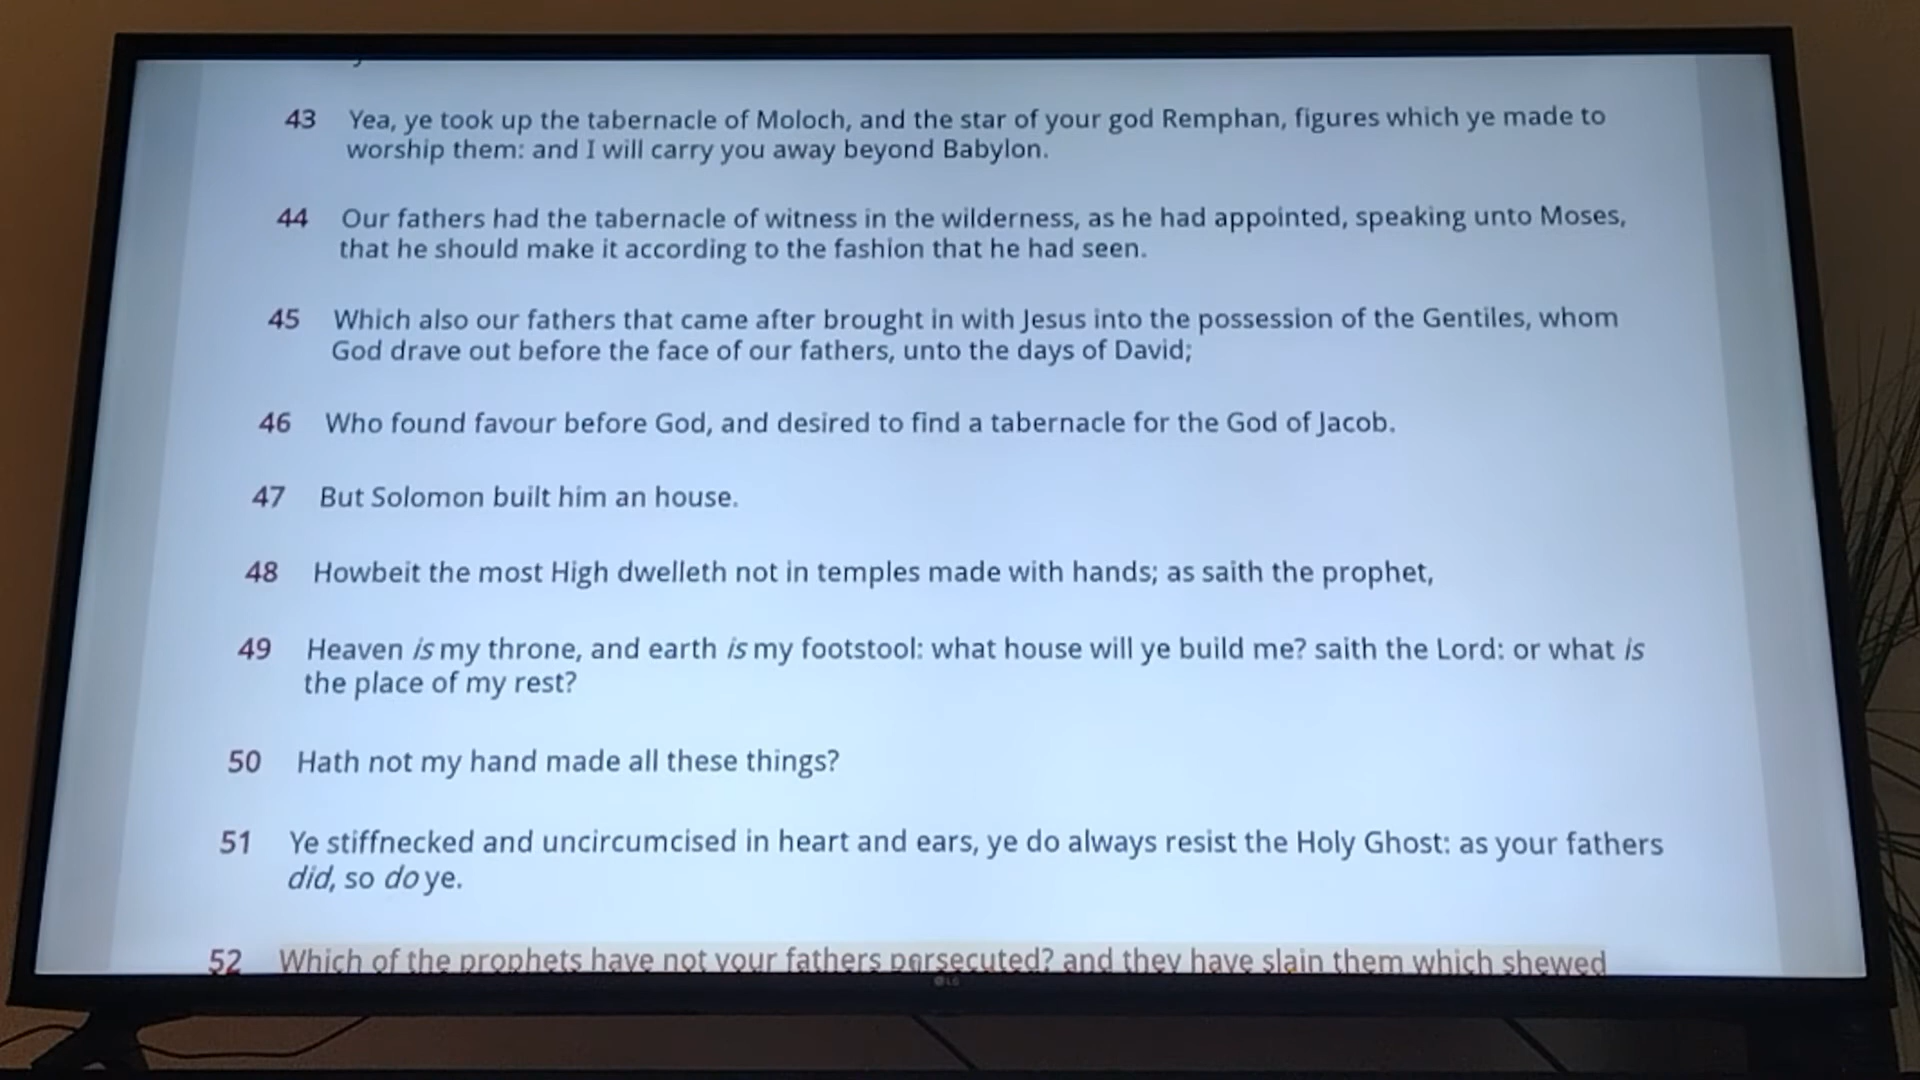 43 Yea, ye took up the tabernacle of Moloch, and the star of your god Remphan, figures which ye made to
worship them: and I will carry you away beyond Babylon.
44 Our fathers had the tabernacle of witness in the wilderness, as he had appointed, speaking unto Moses,
that he should make it according to the fashion that he had seen.
45 Which also our fathers that came after brought in with Jesus into the possession of the Gentiles, whom
God drave out before the face of our fathers, unto the days of David;
46 Who found favour before God, and desired to find a tabernacle for the God of Jacob.
47 But Solomon built him an house.
48 Howbeit the most High dwelleth not in temples made with hands; as saith the prophet,
49 Heaven is my throne, and earth is my footstool: what house will ye build me? saith the Lord: or what is
the place of my rest?
50 Hath not my hand made all these things?
51 Ye stiffnecked and uncircumcised in heart and ears, ye do always resist the Holy Ghost: as your fathers
did, so do ye.
52 Which of the prophets have not your fathers persecuted? and they have slain them which shewed
LG